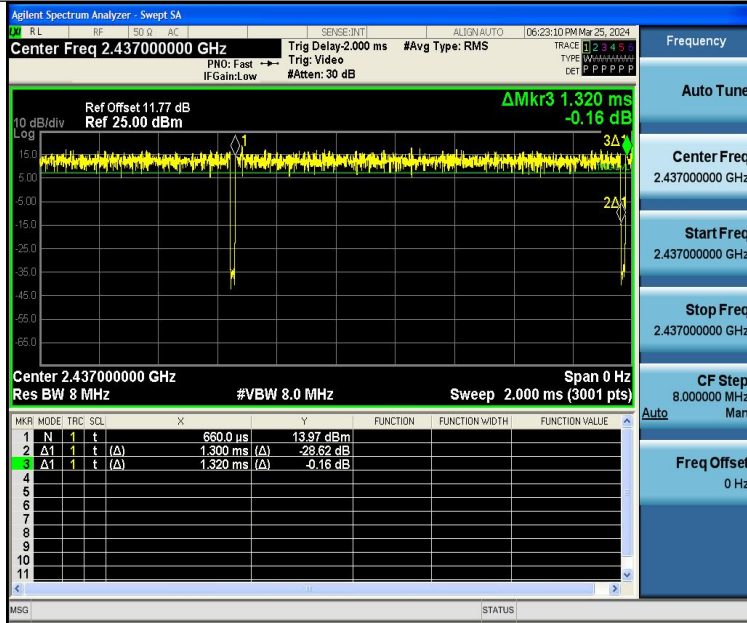 Agilent Spectrum Analyzer - Swept SA
LXI RL RF 50 Ω AC SENSE:INT ALIGN AUTO 06:23:10 PM Mar 25, 2024
Center Freq 2.437000000 GHz
Trig Delay-2.000 ms #Avg Type: RMS
TRACE 1 2 3 4 5 6
PNO: Fast Trig: Video
TYPE WWWWWW
IFGain:Low #Atten: 30 dB
DET P P P P P P
ΔMkr3 1.320 ms
-0.16 dB
Ref Offset 11.77 dB
10 dB/div Ref 25.00 dBm
Log
1
3Δ1
2Δ1
15.0
5.00
-5.00
-15.0
-25.0
-35.0
-45.0
-55.0
-65.0
Center 2.437000000 GHz Span 0 Hz
Res BW 8 MHz #VBW 8.0 MHz Sweep 2.000 ms (3001 pts)
MKR MODE TRC SCL X Y FUNCTION FUNCTION WIDTH FUNCTION VALUE
1 N 1 t 660.0 µs 13.97 dBm
2 Δ1 1 t (Δ) 1.300 ms (Δ) -28.62 dB
3 Δ1 1 t (Δ) 1.320 ms (Δ) -0.16 dB
4
5
6
7
8
9
10
11
MSG STATUS
Frequency
Auto Tune
Center Freq
2.437000000 GHz
Start Freq
2.437000000 GHz
Stop Freq
2.437000000 GHz
CF Step
8.000000 MHz
Auto Man
Freq Offset
0 Hz